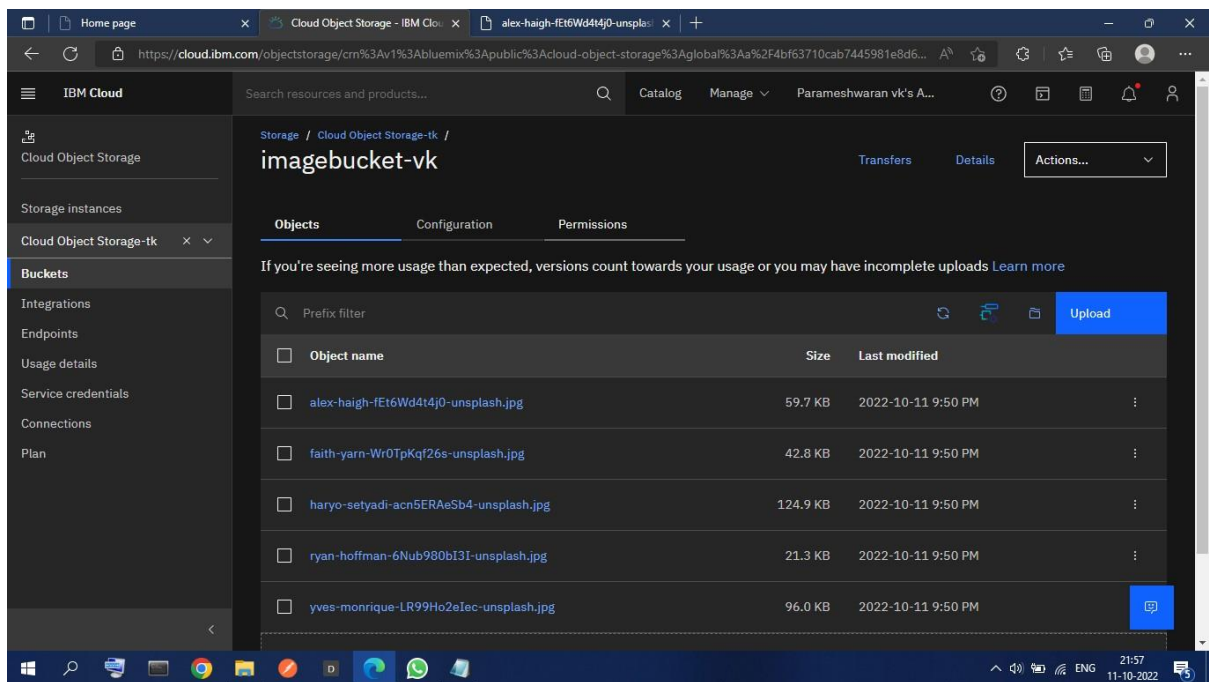 Home page
Cloud Object Storage - IBM Clou
alex-haigh-fEt6Wd4t4j0-unsplas
https://cloud.ibm.com/objectstorage/crn%3Av1%3Abluemix%3Apublic%3Acloud-object-storage%3Aglobal%3Aa%2F4bf63710cab7445981e8d6...
IBM Cloud
Search resources and products...
Catalog
Manage
Parameshwaran vk's A...
Cloud Object Storage
Storage instances
Cloud Object Storage-tk
Buckets
Integrations
Endpoints
Usage details
Service credentials
Connections
Plan
Storage / Cloud Object Storage-tk /
imagebucket-vk
Transfers
Details
Actions...
Objects
Configuration
Permissions
If you're seeing more usage than expected, versions count towards your usage or you may have incomplete uploads Learn more
Prefix filter
Upload
Object name Size Last modified
alex-haigh-fEt6Wd4t4j0-unsplash.jpg 59.7 KB 2022-10-11 9:50 PM
faith-yarn-Wr0TpKqf26s-unsplash.jpg 42.8 KB 2022-10-11 9:50 PM
haryo-setyadi-acn5ERAeSb4-unsplash.jpg 124.9 KB 2022-10-11 9:50 PM
ryan-hoffman-6Nub980bI3I-unsplash.jpg 21.3 KB 2022-10-11 9:50 PM
yves-monrique-LR99Ho2eIec-unsplash.jpg 96.0 KB 2022-10-11 9:50 PM
D
ENG
21:57
11-10-2022
5